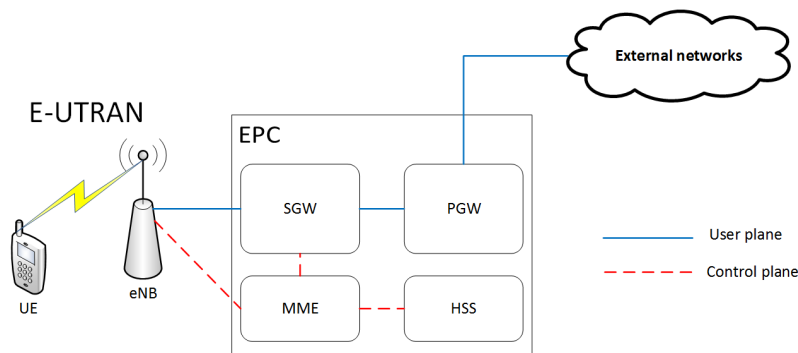 External networks
E-UTRAN
EPC
SGW
PGW
User plane
Control plane
eNB
UE
MME
HSS